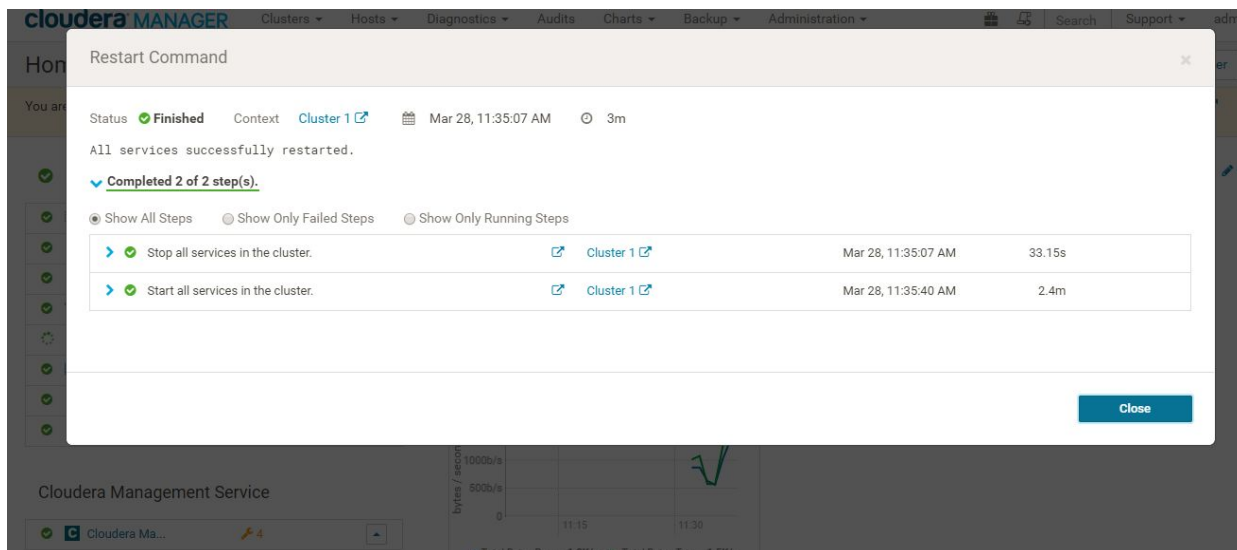 cloudera MANAGER Clusters Hosts Diagnostics Audits Charts Backup Administration Search Support
Restart Command
You are
Status Finished Context Cluster 1 Mar 28, 11:35:07 AM 3m
All services successfully restarted.
Completed 2 of 2 step(s).
Show All Steps Show Only Failed Steps Show Only Running Steps
Stop all services in the cluster. Cluster 1 Mar 28, 11:35:07 AM 33.15s
Start all services in the cluster. Cluster 1 Mar 28, 11:35:40 AM 2.4m
Close
1000b/s
500b/s
0
11:15 11:30
Cloudera Management Service
C Cloudera Ma... 4